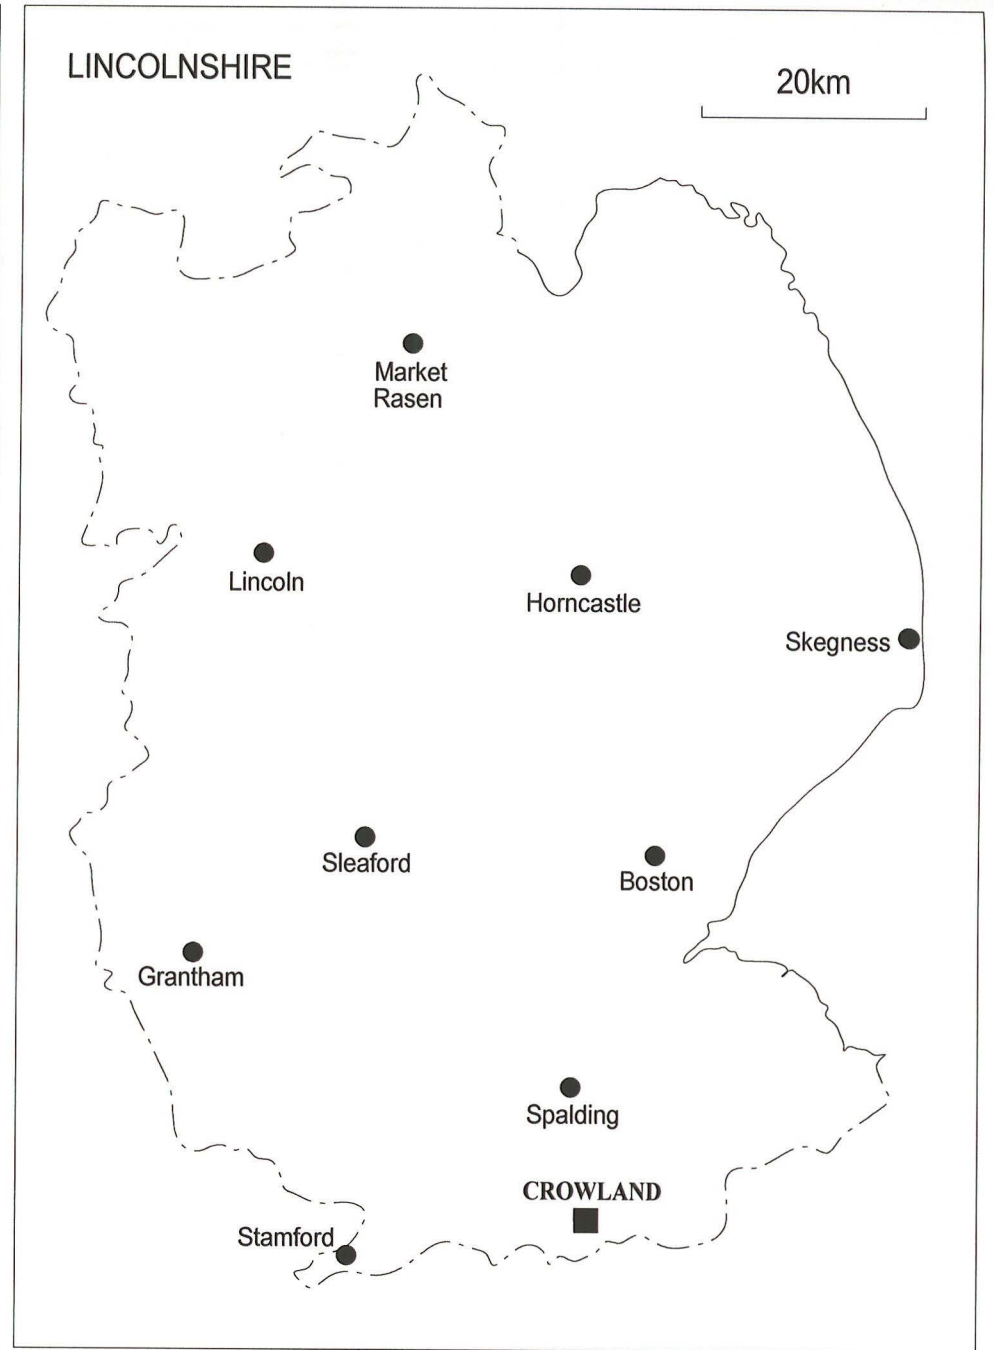 LINCOLNSHIRE
20km
Market
Rasen
Lincoln
Horncastle
Skegness
Sleaford
Boston
Grantham
Spalding
CROWLAND
Stamford